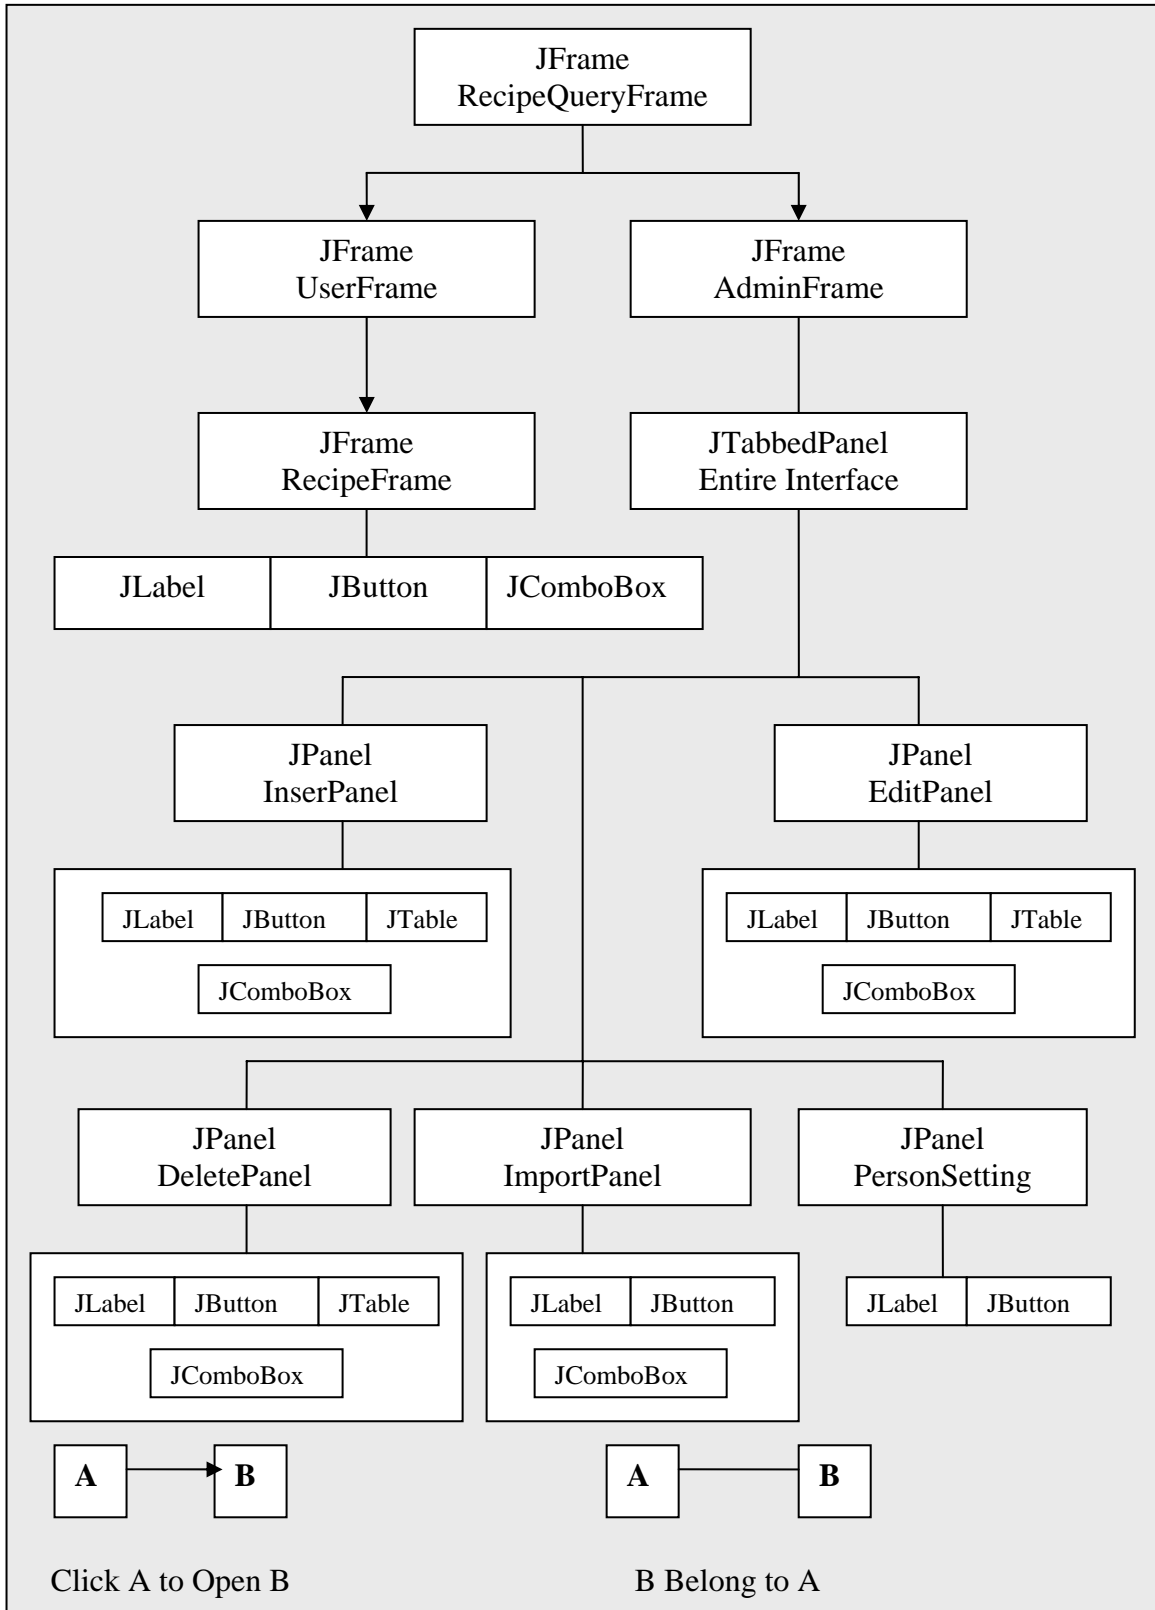 JFrame
RecipeQueryFrame
JFrame
UserFrame
JFrame
AdminFrame
JFrame
RecipeFrame
JTabbedPanel
Entire Interface
JLabel
JButton
JComboBox
JPanel
InserPanel
JPanel
EditPanel
JLabel
JButton
JTable
JComboBox
JLabel
JButton
JTable
JComboBox
JPanel
DeletePanel
JPanel
ImportPanel
JPanel
PersonSetting
JLabel
JButton
JTable
JComboBox
JLabel
JButton
JComboBox
JLabel
JButton
A
B
A
B
Click A to Open B
B Belong to A